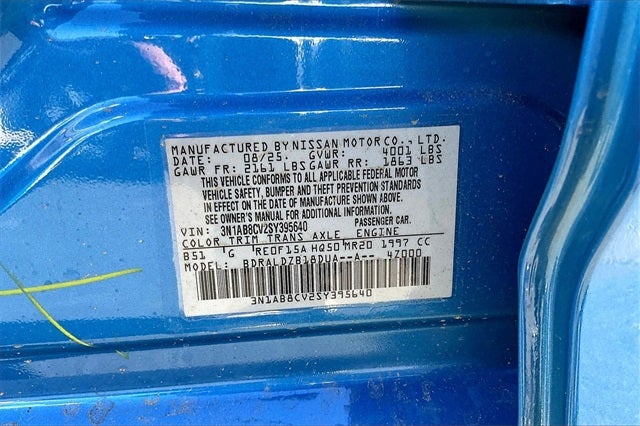 MANUFACTURED BY NISSAN MOTOR CO., LTD.
DATE: 08/25. GVWR: 4001 LBS
GAWR FR: 2161 LBS GAWR RR: 1863 LBS
THIS VEHICLE CONFORMS TO ALL APPLICABLE FEDERAL MOTOR
VEHICLE SAFETY, BUMPER AND THEFT PREVENTION STANDARDS
IN EFFECT ON THE DATE OF MANUFACTURE SHOWN ABOVE.
SEE OWNER'S MANUAL FOR ADDITIONAL INFORMATION.
VIN: 3N1AB8CV2SY395640 PASSENGER CAR.
COLOR TRIM TRANS AXLE ENGINE
B51 G RE0F15A HQ50 MR20 1997 CC
MODEL: BDRALDZB18DUA--A-- 4Z000
3N1AB8CV2SY395640